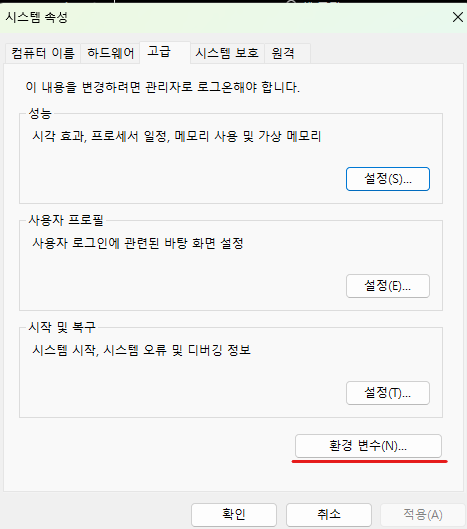 시스템 속성
컴퓨터 이름 하드웨어 고급 시스템 보호 원격
이 내용을 변경하려면 관리자로 로그온해야 합니다.
성능
시각 효과, 프로세서 일정, 메모리 사용 및 가상 메모리
설정(S)...
사용자 프로필
사용자 로그인에 관련된 바탕 화면 설정
설정(E)...
시작 및 복구
시스템 시작, 시스템 오류 및 디버깅 정보
설정(T)...
환경 변수(N)...
확인 취소 적용(A)